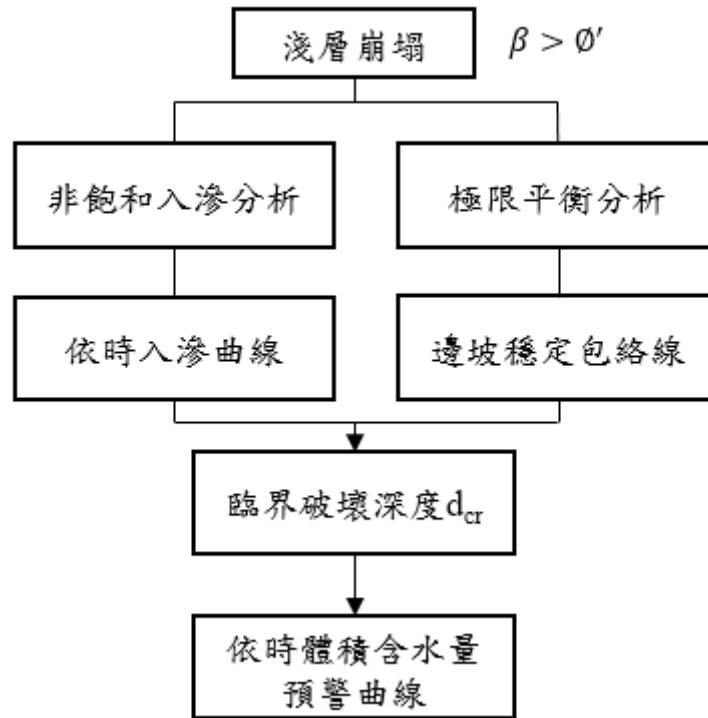 淺層崩塌
β > Ø′
非飽和入滲分析
極限平衡分析
依時入滲曲線
邊坡穩定包絡線
臨界破壞深度dcr
依時體積含水量
預警曲線